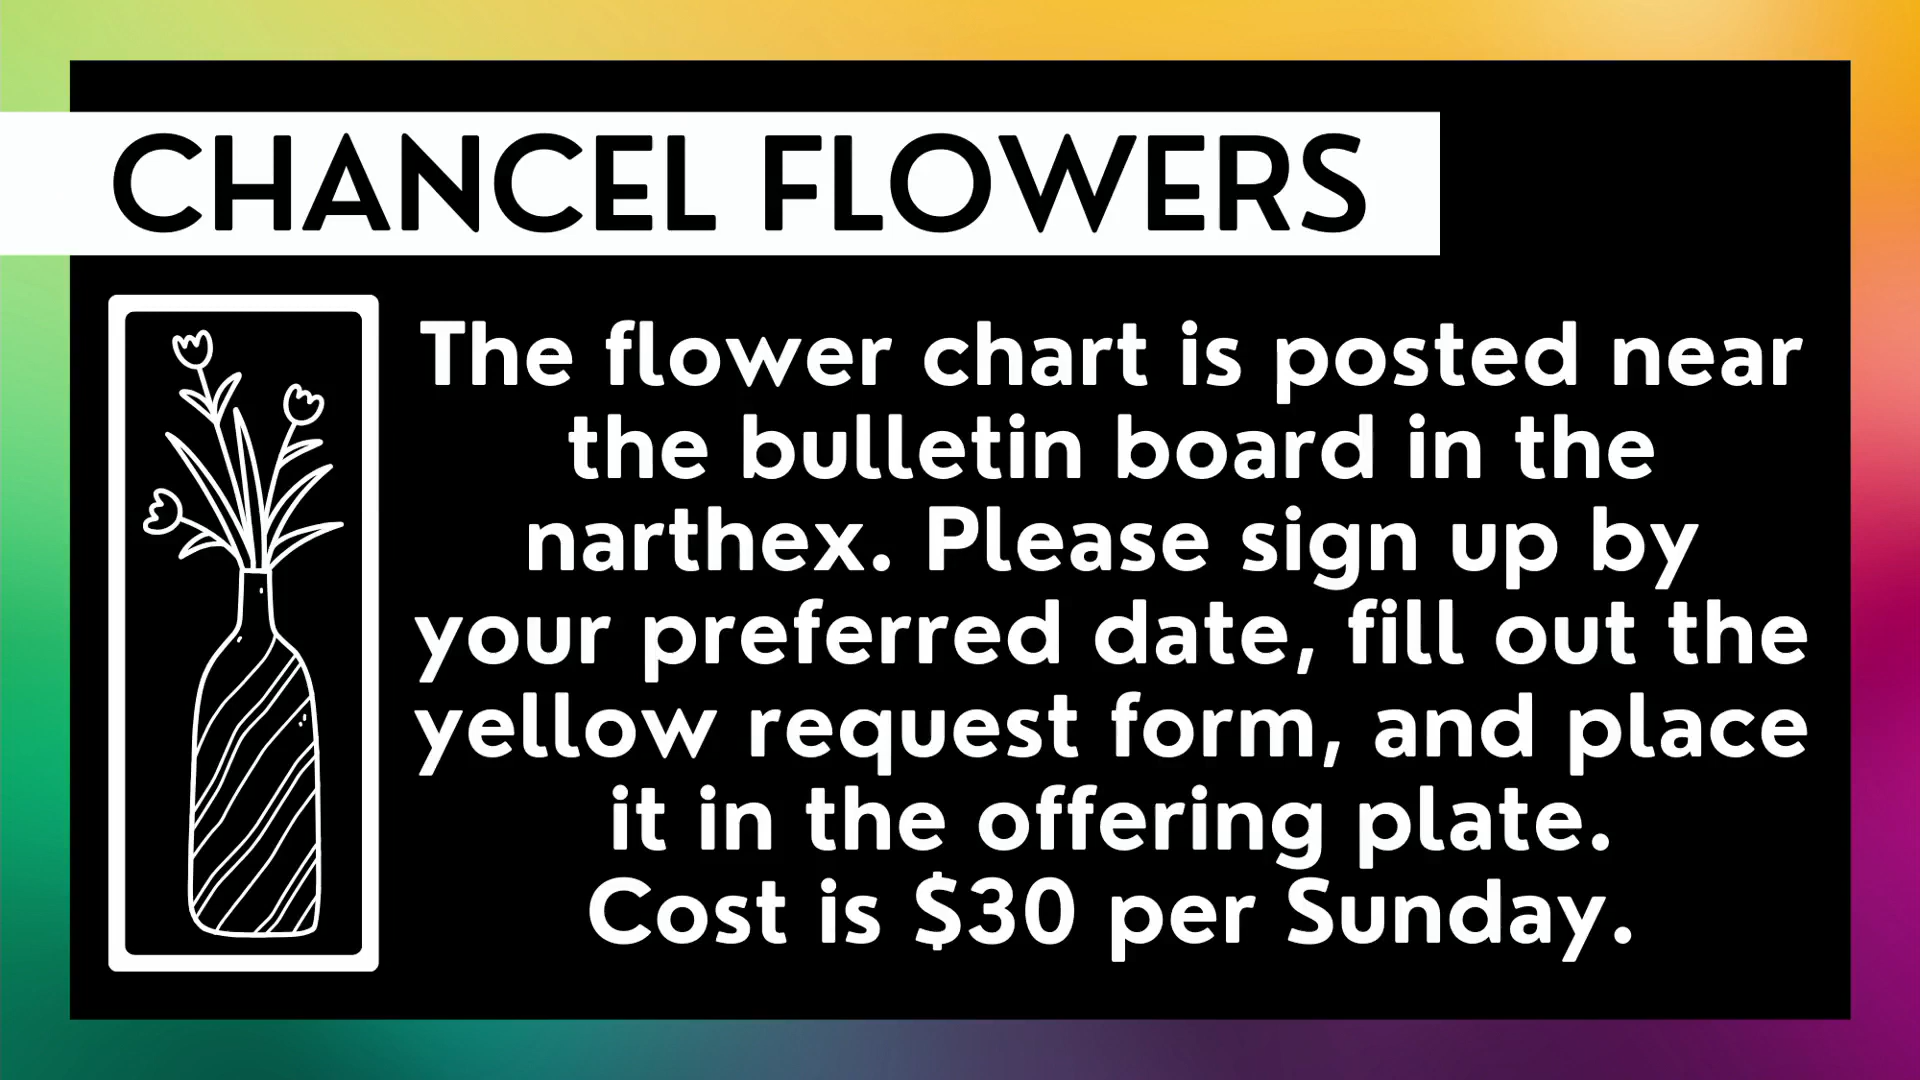 CHANCEL FLOWERS
The flower chart is posted near
the bulletin board in the
narthex. Please sign up by
your preferred date, fill out the
yellow request form, and place
it in the offering plate.
Cost is $30 per Sunday.